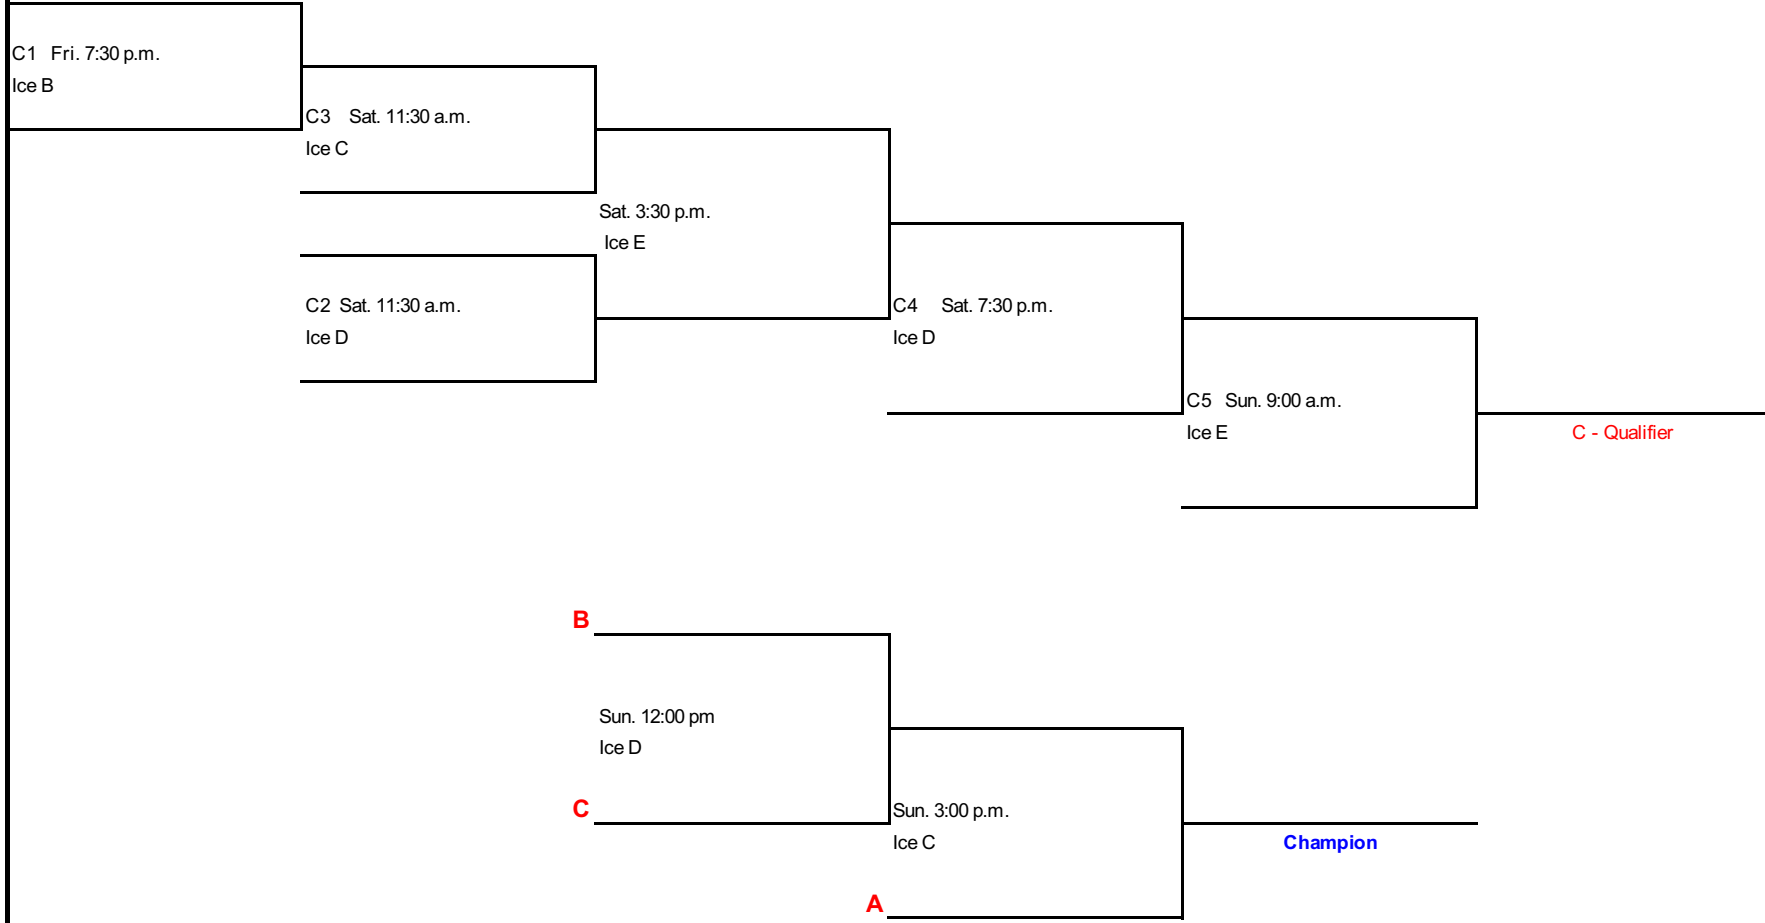 C1 Fri. 7:30 p.m.
Ice B
C3 Sat. 11:30 a.m.
Ice C
Sat. 3:30 p.m.
Ice E
C2 Sat. 11:30 a.m.
Ice D
C4 Sat. 7:30 p.m.
Ice D
C5 Sun. 9:00 a.m.
Ice E
C - Qualifier
B
Sun. 12:00 pm
Ice D
C
Sun. 3:00 p.m.
Ice C
Champion
A